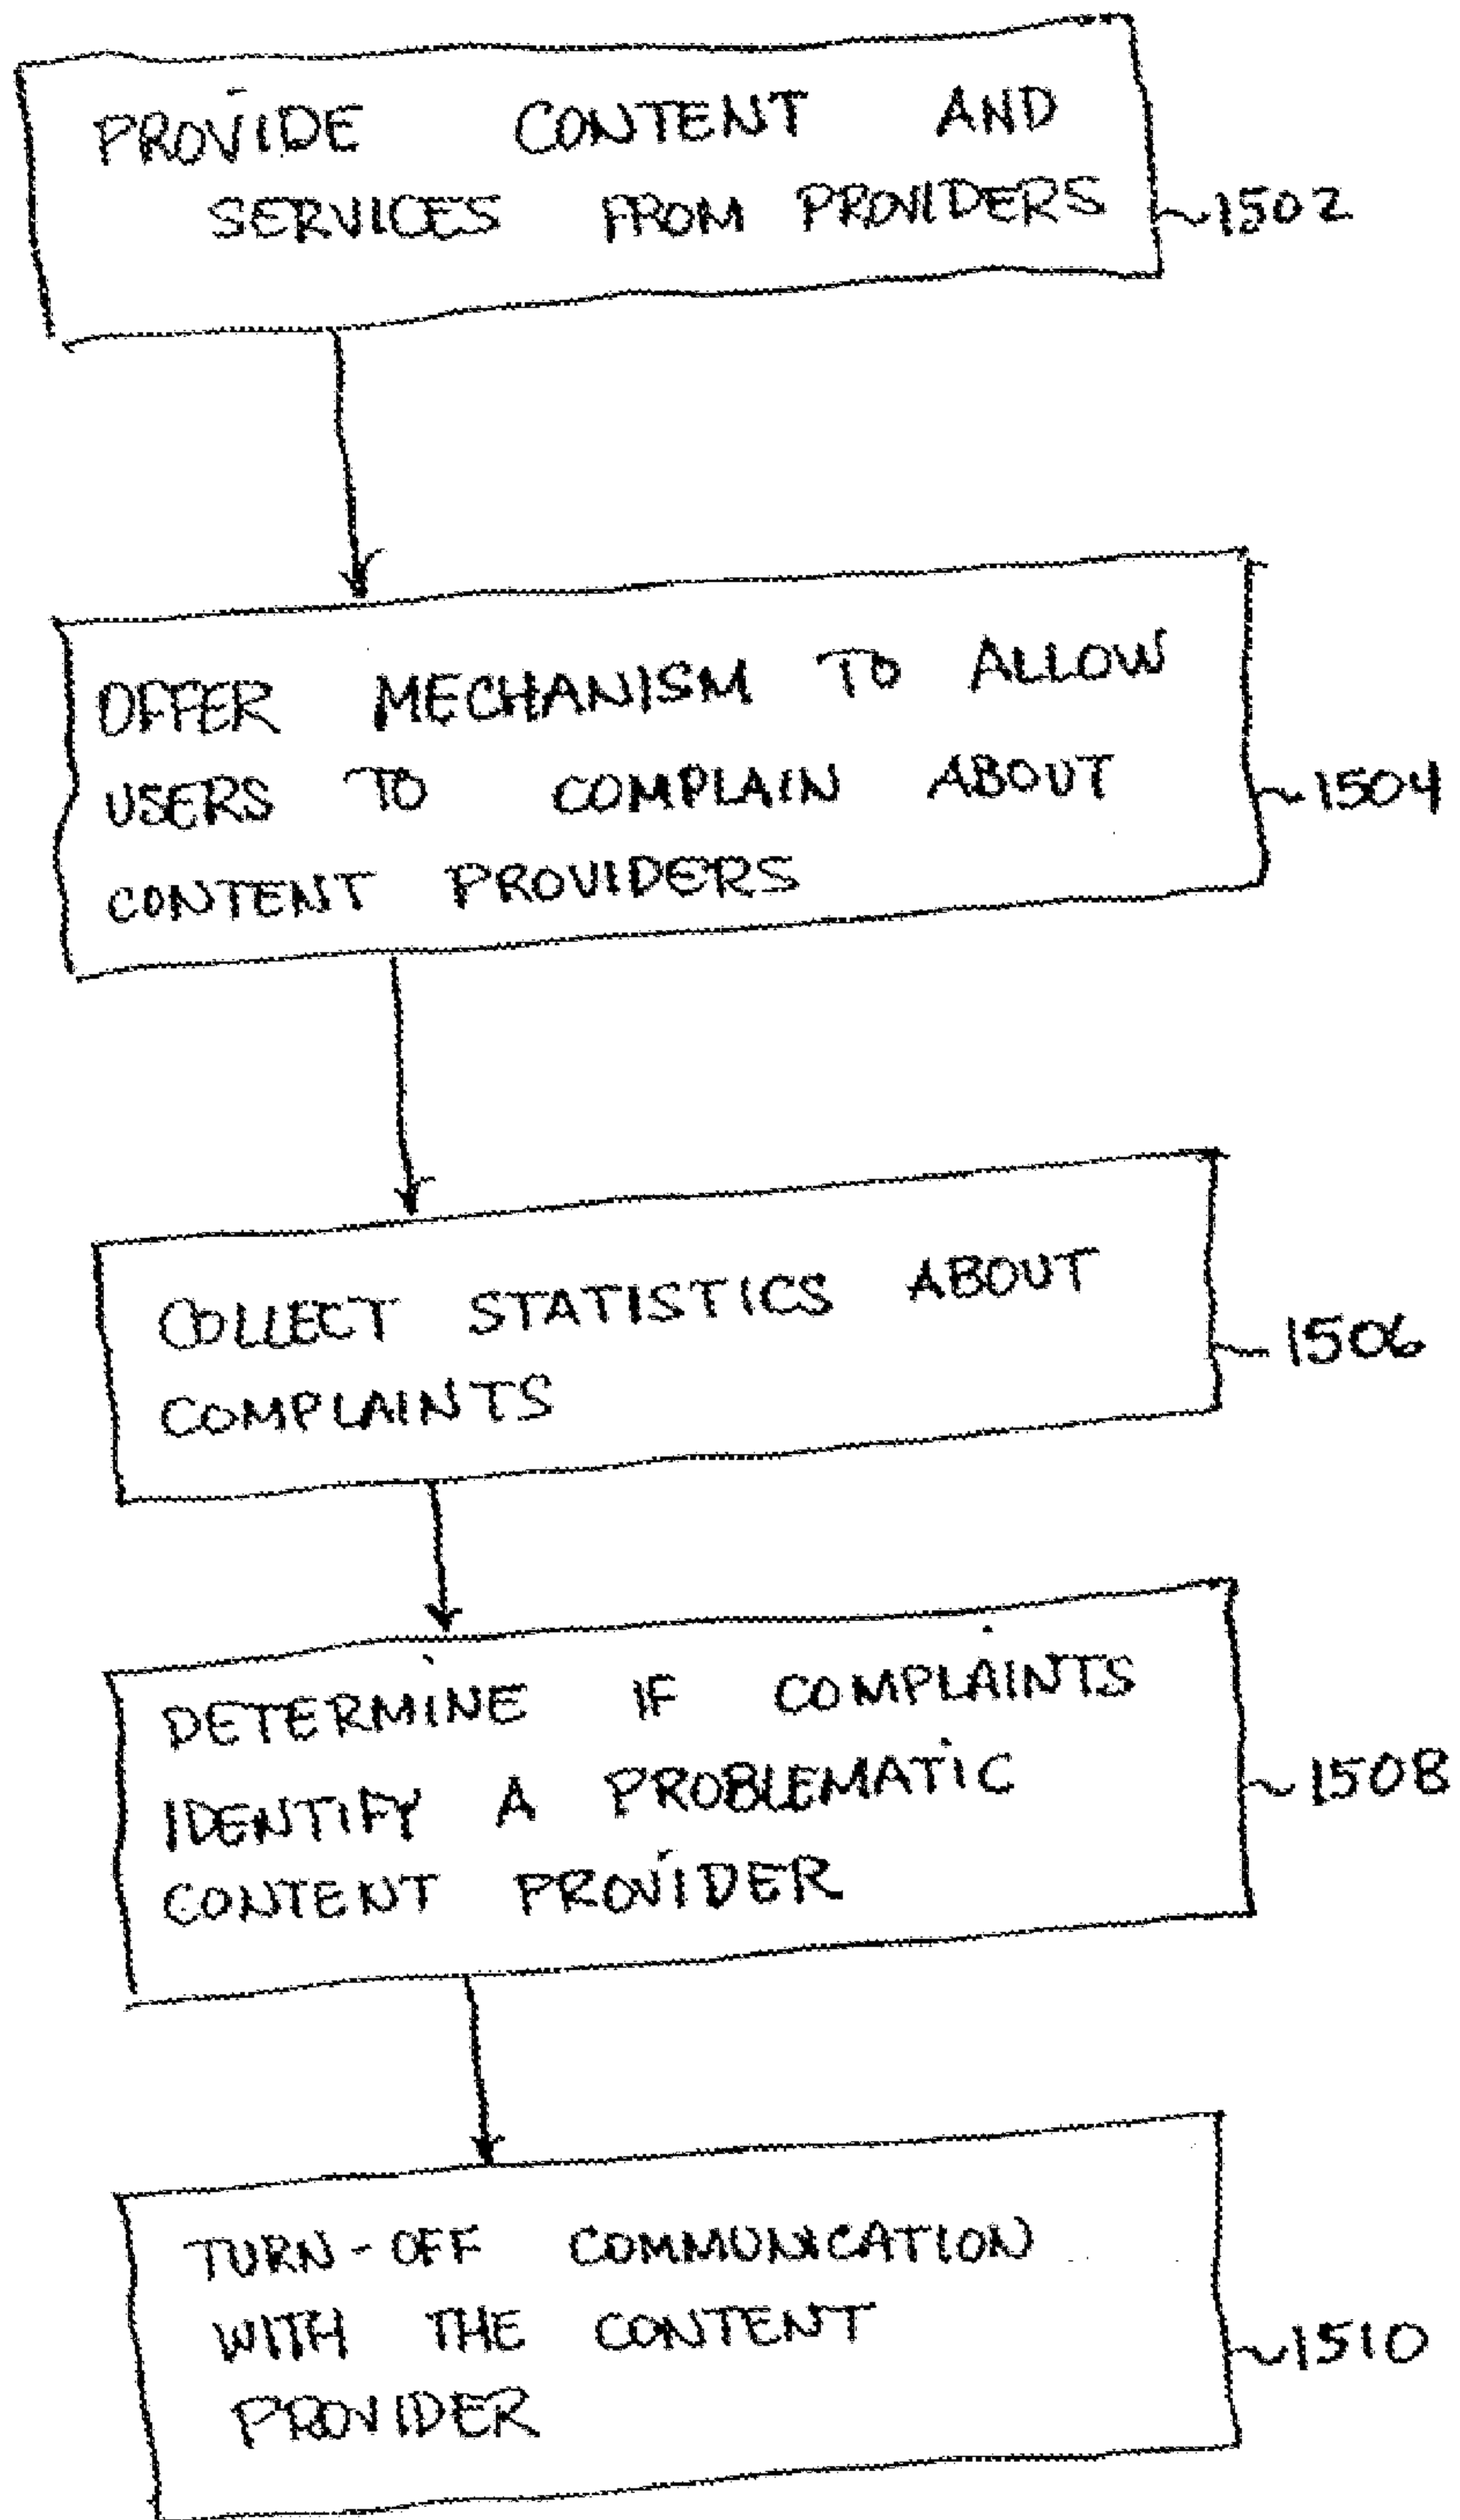 PROVIDE CONTENT AND
SERVICES FROM PROVIDERS
1502
OFFER MECHANISM TO ALLOW
USERS TO COMPLAIN ABOUT
CONTENT PROVIDERS
1504
COLLECT STATISTICS ABOUT
COMPLAINTS
1506
DETERMINE IF COMPLAINTS
IDENTIFY A PROBLEMATIC
CONTENT PROVIDER
1508
TURN-OFF COMMUNICATION
WITH THE CONTENT
PROVIDER
1510